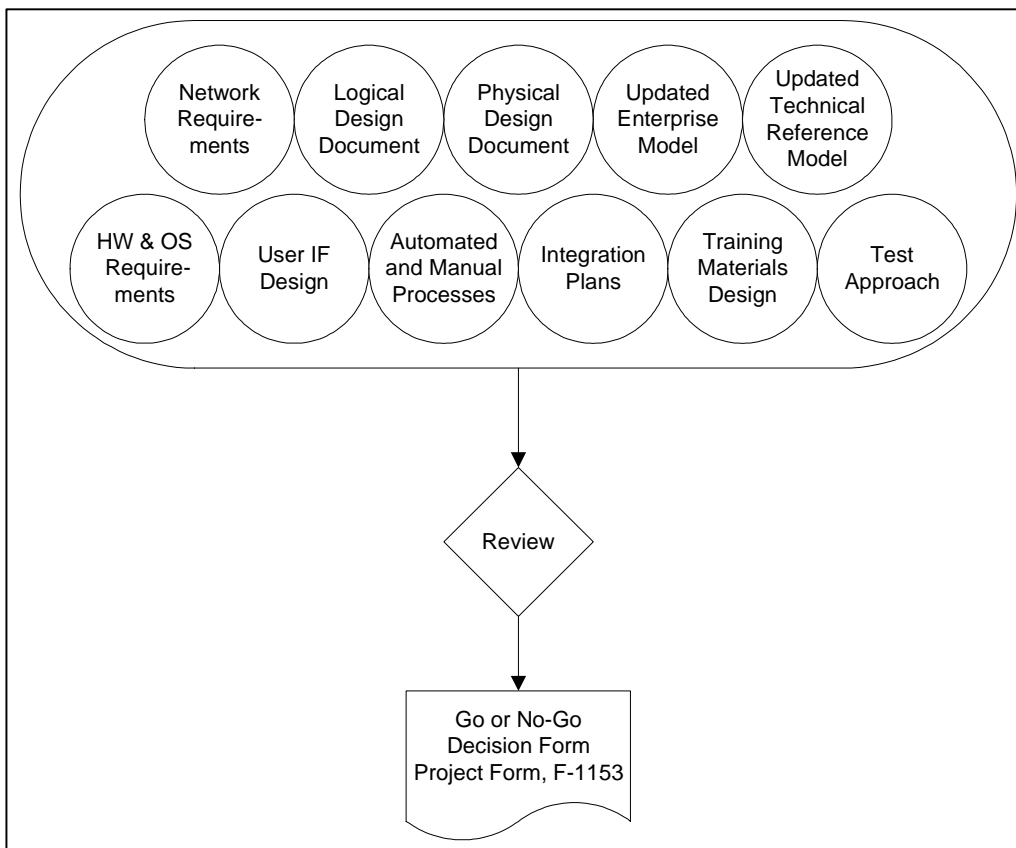 Network
Require-
ments
Logical
Design
Document
Physical
Design
Document
Updated
Enterprise
Model
Updated
Technical
Reference
Model
HW & OS
Require-
ments
User IF
Design
Automated
and Manual
Processes
Integration
Plans
Training
Materials
Design
Test
Approach
Review
Go or No-Go
Decision Form
Project Form, F-1153